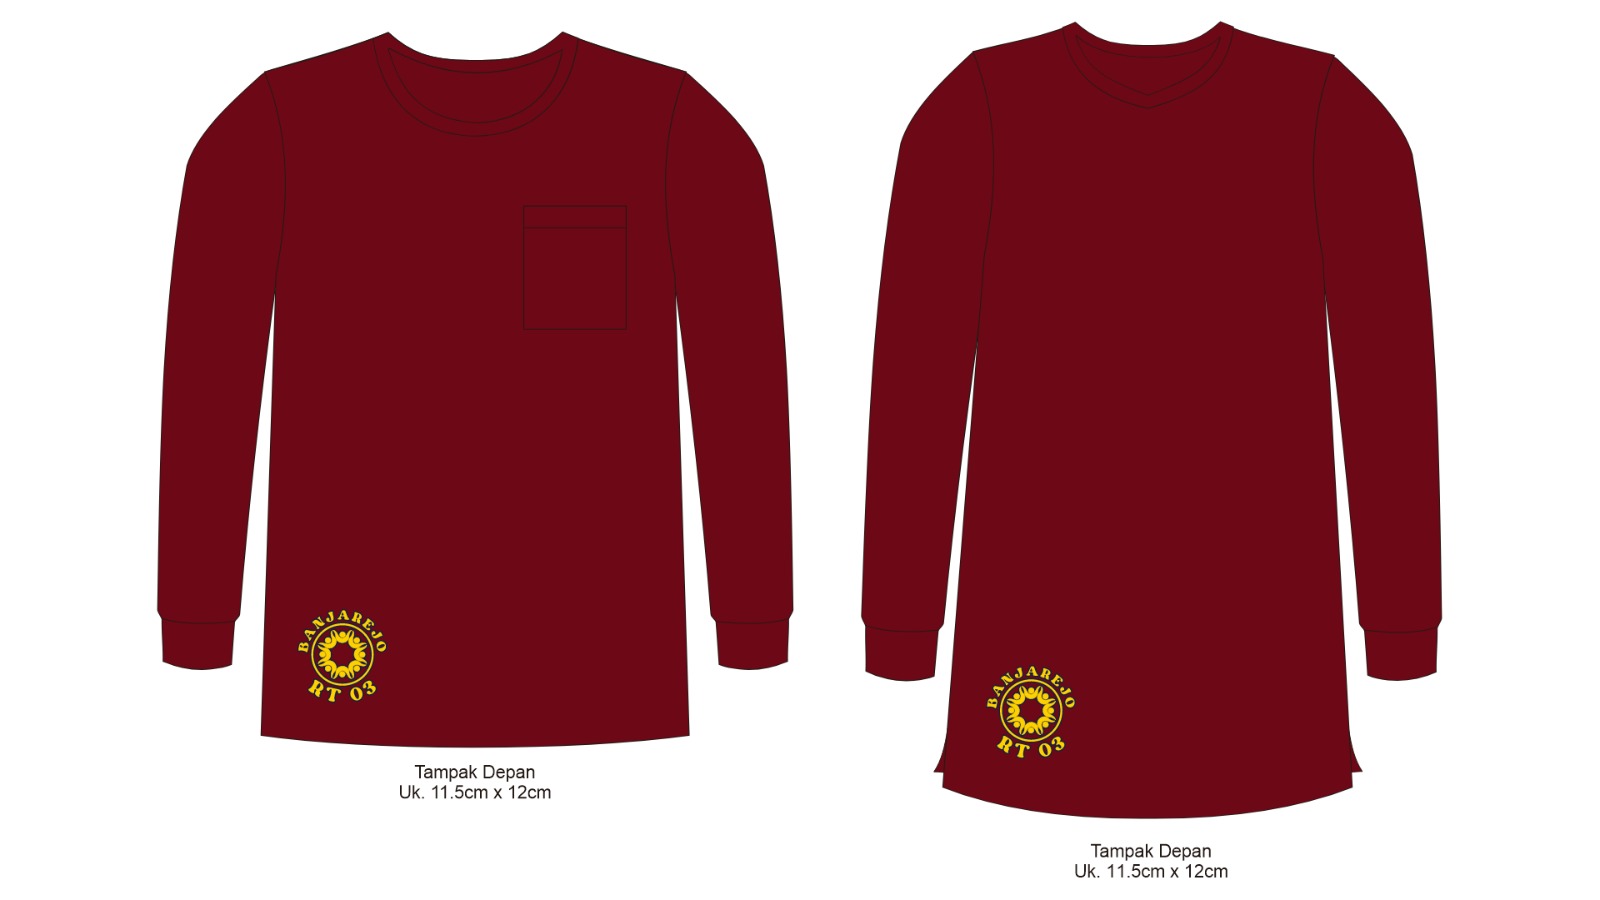 BANJAREJO
RT 03
Tampak Depan
Uk. 11.5cm x 12cm
BANJAREJO
RT 03
Tampak Depan
Uk. 11.5cm x 12cm